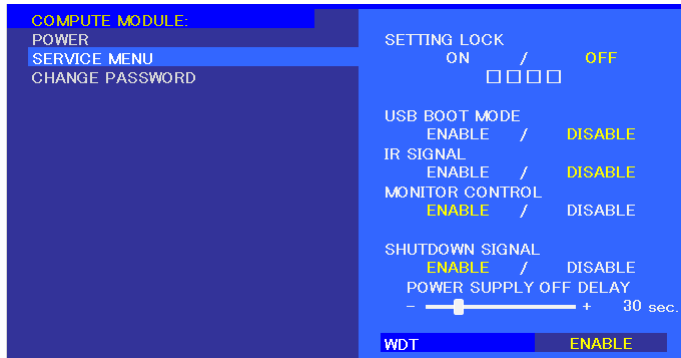 COMPUTE MODULE:
POWER
SERVICE MENU
CHANGE PASSWORD
SETTING LOCK
ON / OFF
□□□□
USB BOOT MODE
ENABLE / DISABLE
IR SIGNAL
ENABLE / DISABLE
MONITOR CONTROL
ENABLE / DISABLE
SHUTDOWN SIGNAL
ENABLE / DISABLE
POWER SUPPLY OFF DELAY
- + 30 sec.
WDT ENABLE